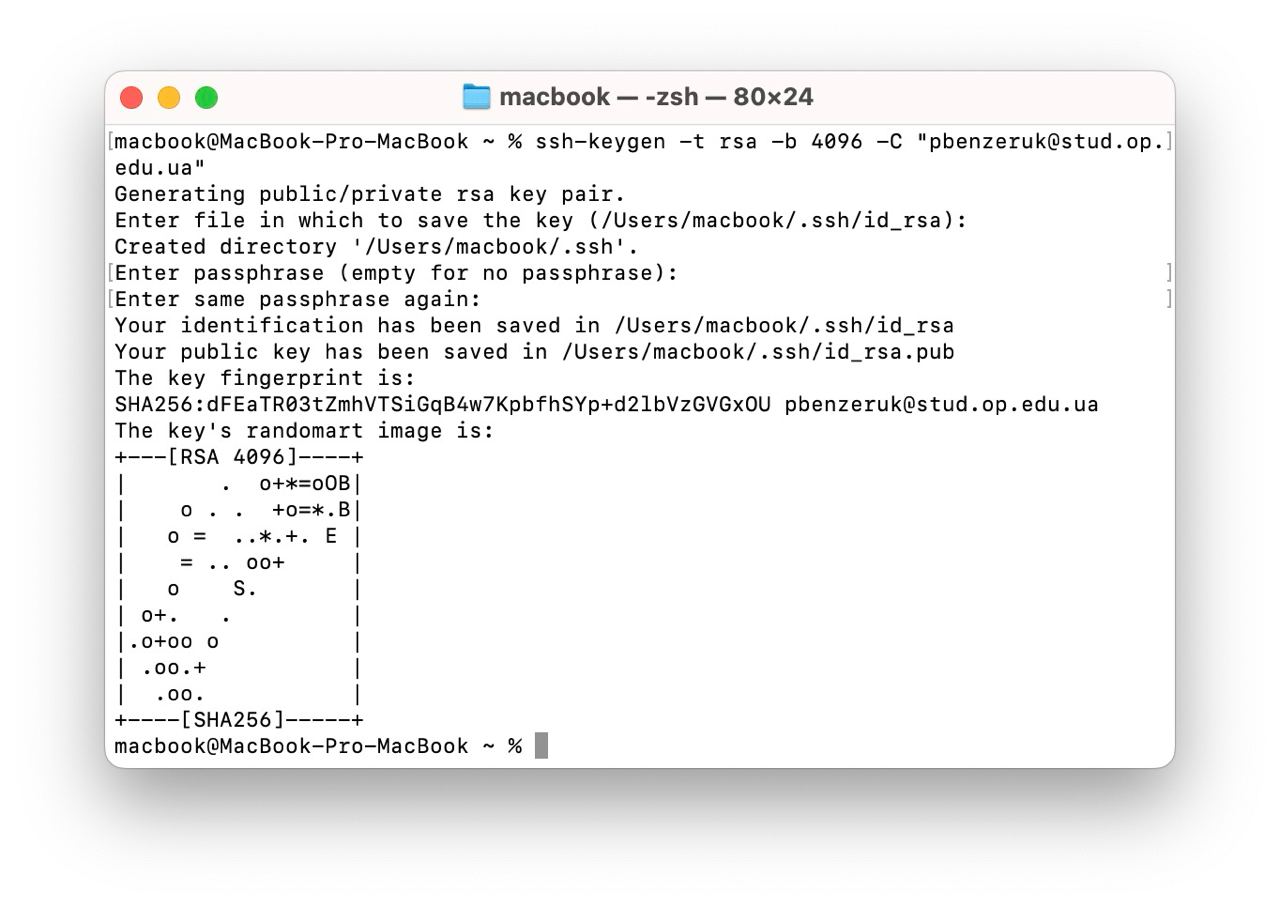 macbook — -zsh — 80×24
[macbook@MacBook-Pro-MacBook ~ % ssh-keygen -t rsa -b 4096 -C "pbenzeruk@stud.op.]
edu.ua"
Generating public/private rsa key pair.
Enter file in which to save the key (/Users/macbook/.ssh/id_rsa):
Created directory '/Users/macbook/.ssh'.
[Enter passphrase (empty for no passphrase): ]
[Enter same passphrase again: ]
Your identification has been saved in /Users/macbook/.ssh/id_rsa
Your public key has been saved in /Users/macbook/.ssh/id_rsa.pub
The key fingerprint is:
SHA256:dFEaTR03tZmhVTSiGqB4w7KpbfhSYp+d2lbVzGVGxOU pbenzeruk@stud.op.edu.ua
The key's randomart image is:
+---[RSA 4096]----+
|       .  o+*=oOB|
|    o . .  +o=*.B|
|   o =  ..*.+. E |
|    = .. oo+     |
|   o    S.       |
| o+.   .         |
|.o+oo o          |
| .oo.+           |
|  .oo.           |
+----[SHA256]-----+
macbook@MacBook-Pro-MacBook ~ %